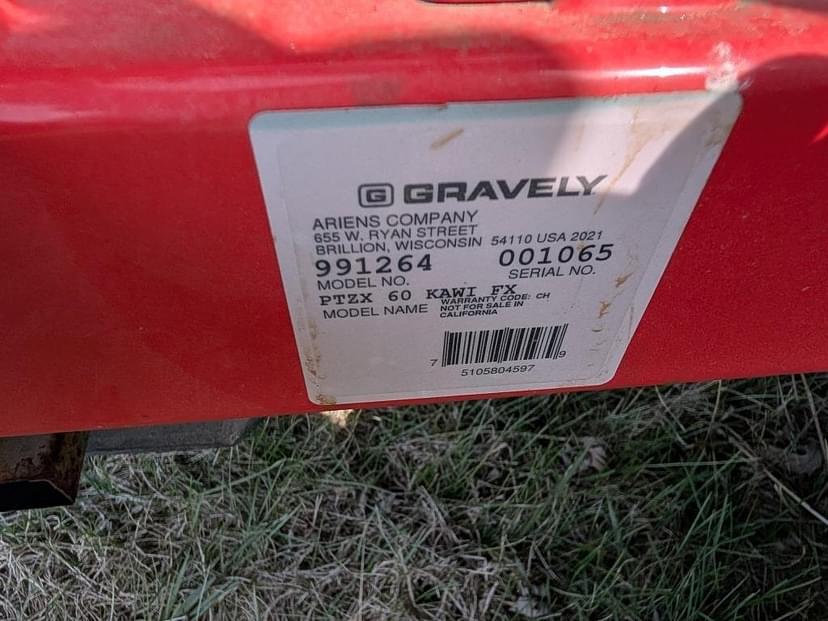 G GRAVELY
ARIENS COMPANY
655 W. RYAN STREET
BRILLION, WISCONSIN 54110 USA 2021
991264 001065
MODEL NO. SERIAL NO.
PTZX 60 KAWI FX
MODEL NAME WARRANTY CODE: CH
NOT FOR SALE IN
CALIFORNIA
7 9
5105804597